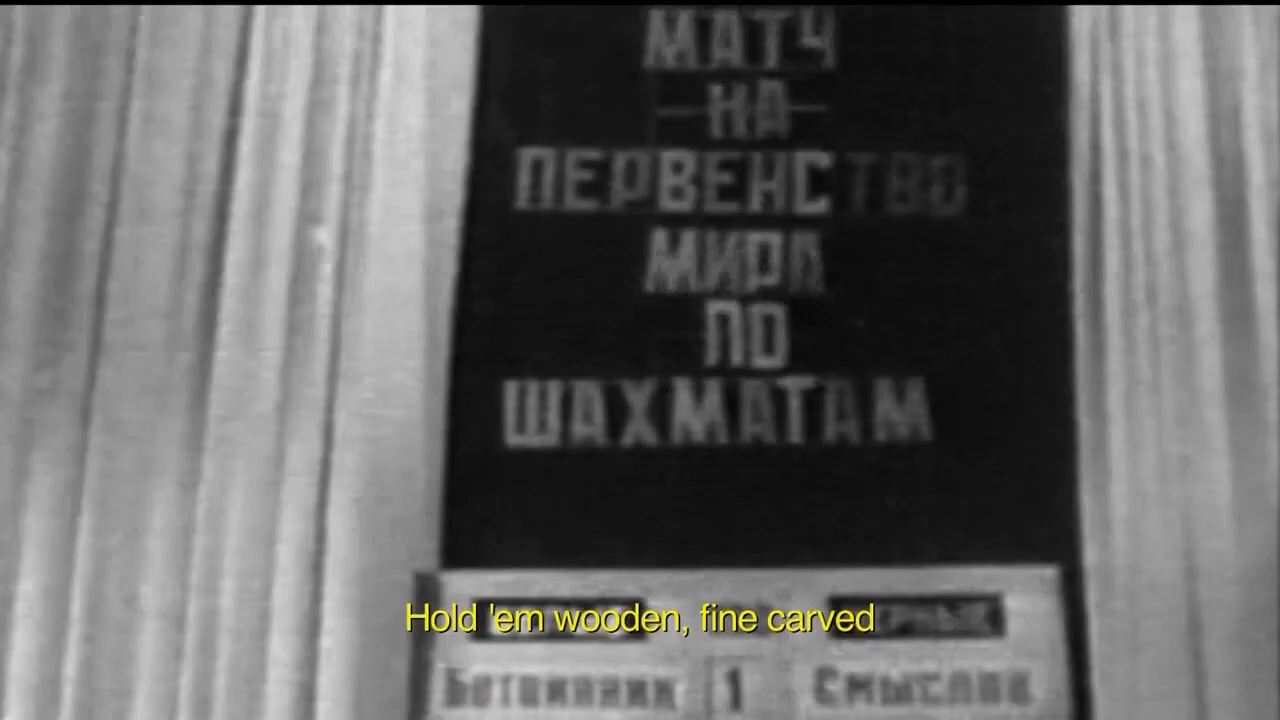 МАТЧ
НА
ПЕРВЕНСТВО
МИРА
ПО
ШАХМАТАМ
Hold 'em wooden, fine carved
Ботвинник 1 Смыслов